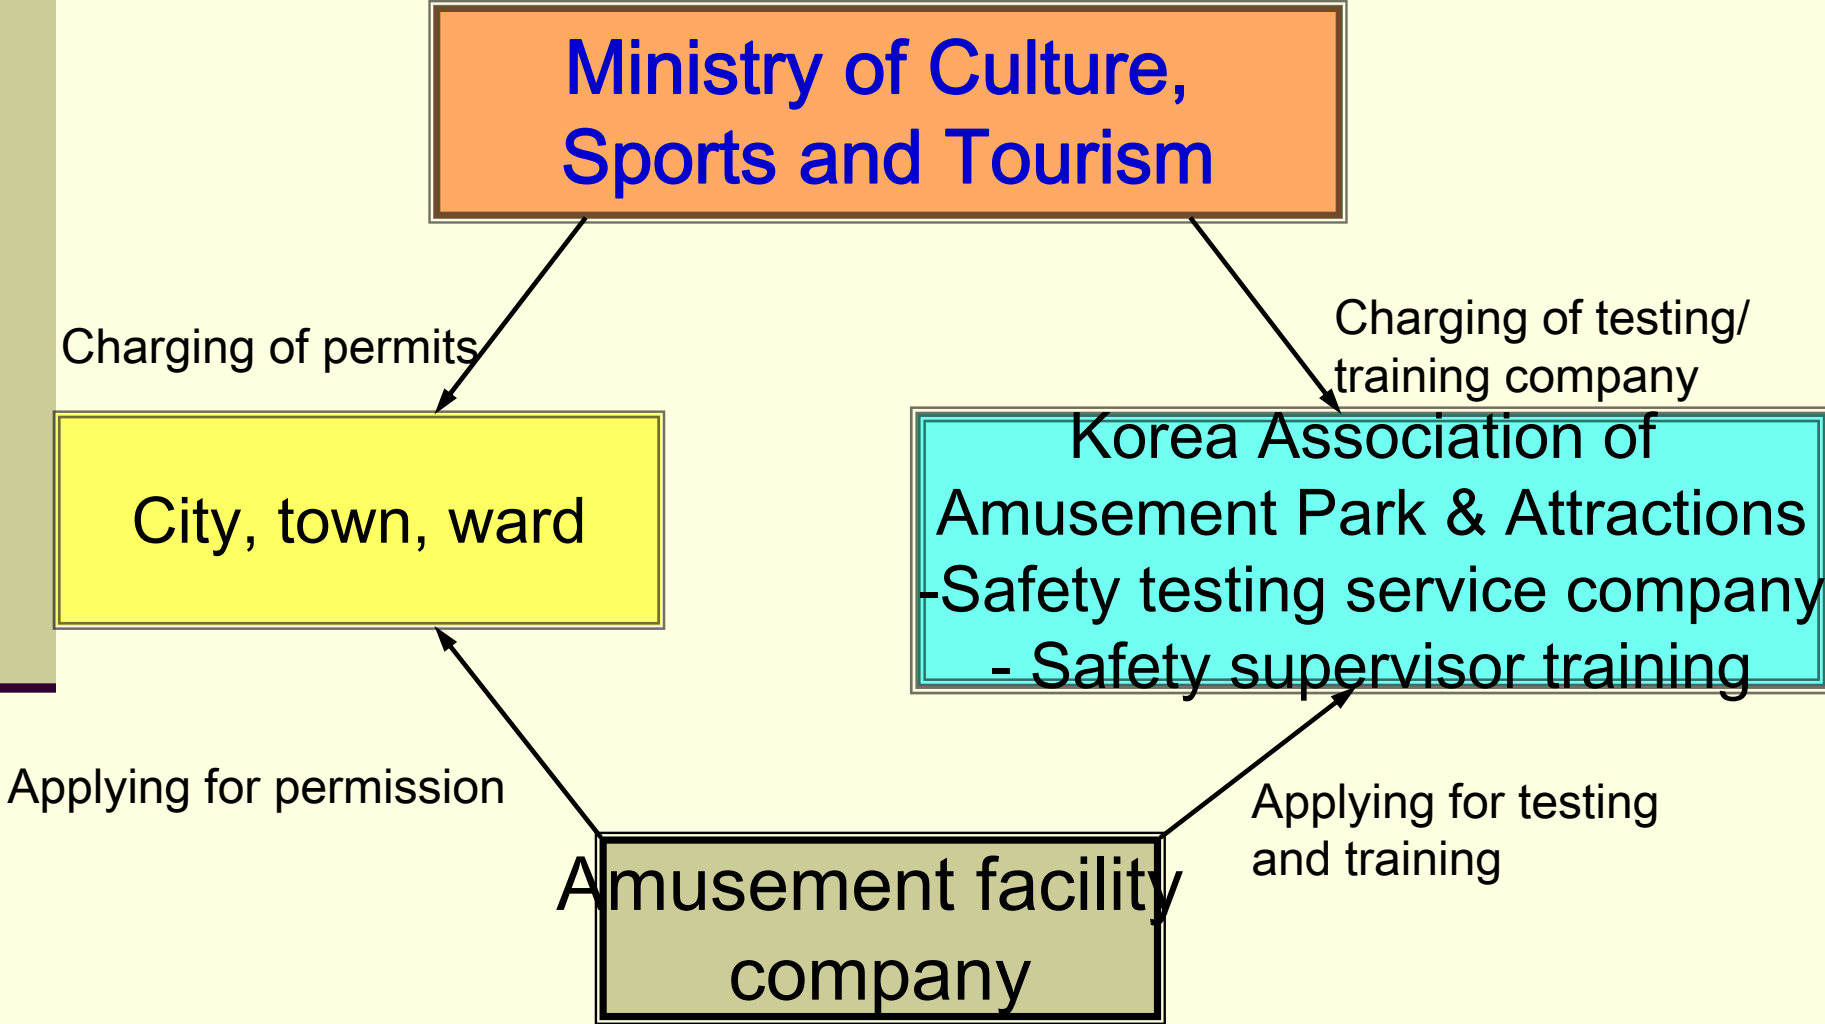 Ministry of Culture,
Sports and Tourism
Charging of permits
Charging of testing/
training company
City, town, ward
Korea Association of
Amusement Park & Attractions
-Safety testing service company
- Safety supervisor training
Applying for permission
Applying for testing
and training
Amusement facility
company